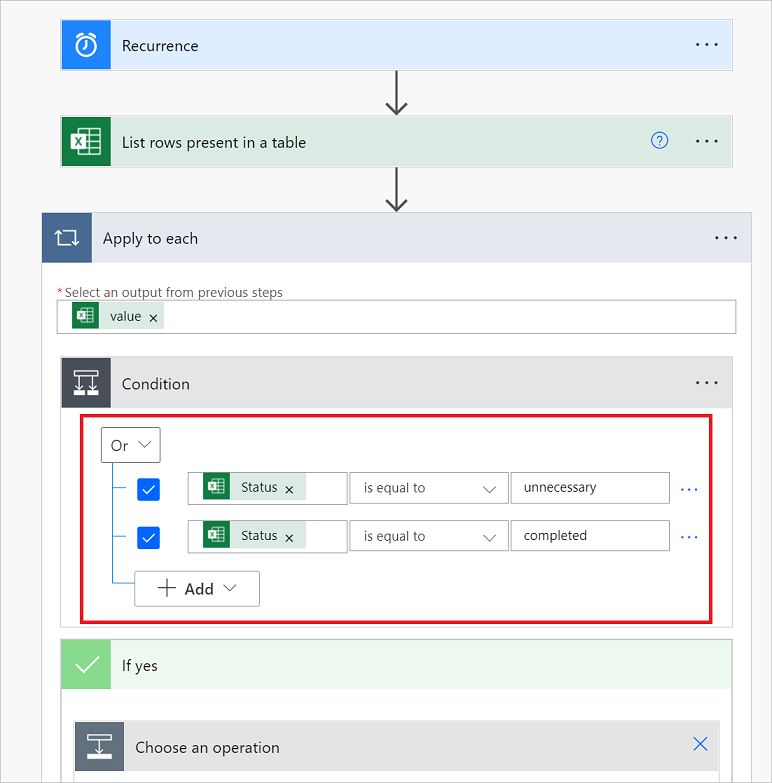 Recurrence
List rows present in a table
Apply to each
* Select an output from previous steps
value
Condition
Or
Status is equal to unnecessary
Status is equal to completed
Add
If yes
Choose an operation